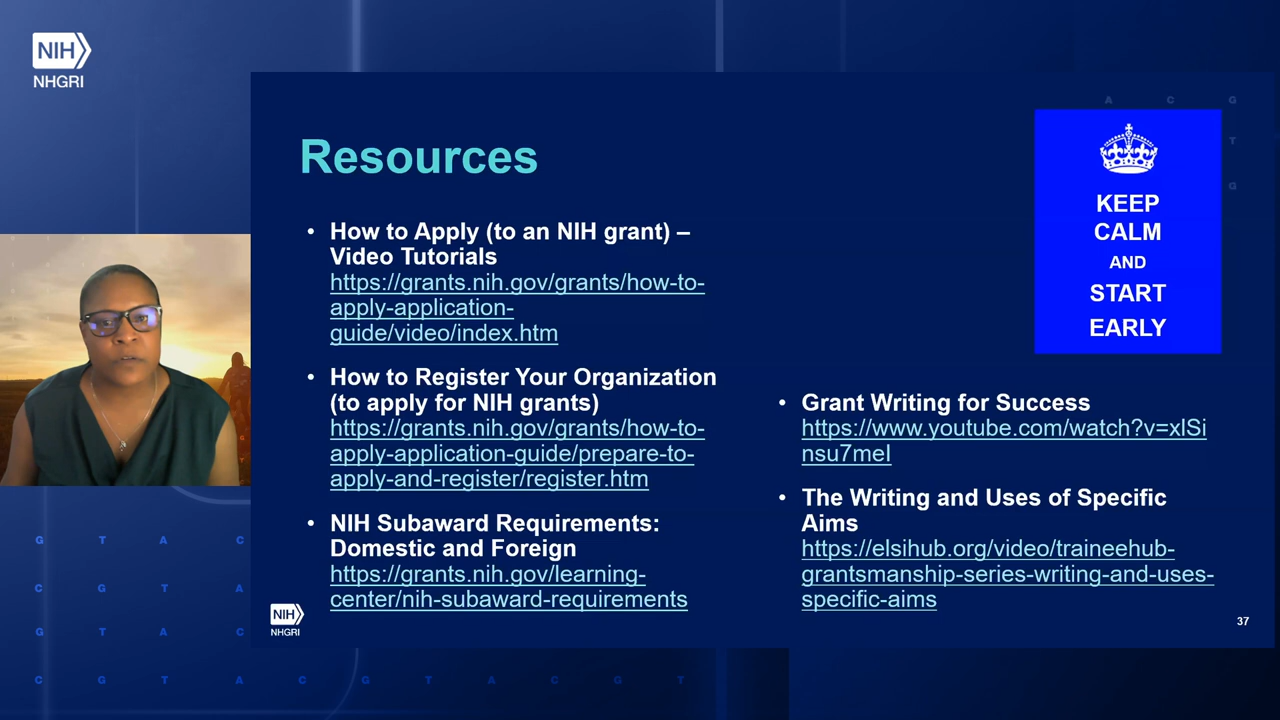 NIH
NHGRI
Resources
• How to Apply (to an NIH grant) –
Video Tutorials
https://grants.nih.gov/grants/how-to-
apply-application-
guide/video/index.htm
• How to Register Your Organization
(to apply for NIH grants)
https://grants.nih.gov/grants/how-to-
apply-application-guide/prepare-to-
apply-and-register/register.htm
• NIH Subaward Requirements:
Domestic and Foreign
https://grants.nih.gov/learning-
center/nih-subaward-requirements
A C G
T
G
KEEP
CALM
AND
START
EARLY
• Grant Writing for Success
https://www.youtube.com/watch?v=xISi
nsu7meI
• The Writing and Uses of Specific
Aims
https://elsihub.org/video/traineehub-
grantsmanship-series-writing-and-uses-
specific-aims
NIH
NHGRI
37
G T A C
C G T A
G T A C
C G T A C G T A C G T